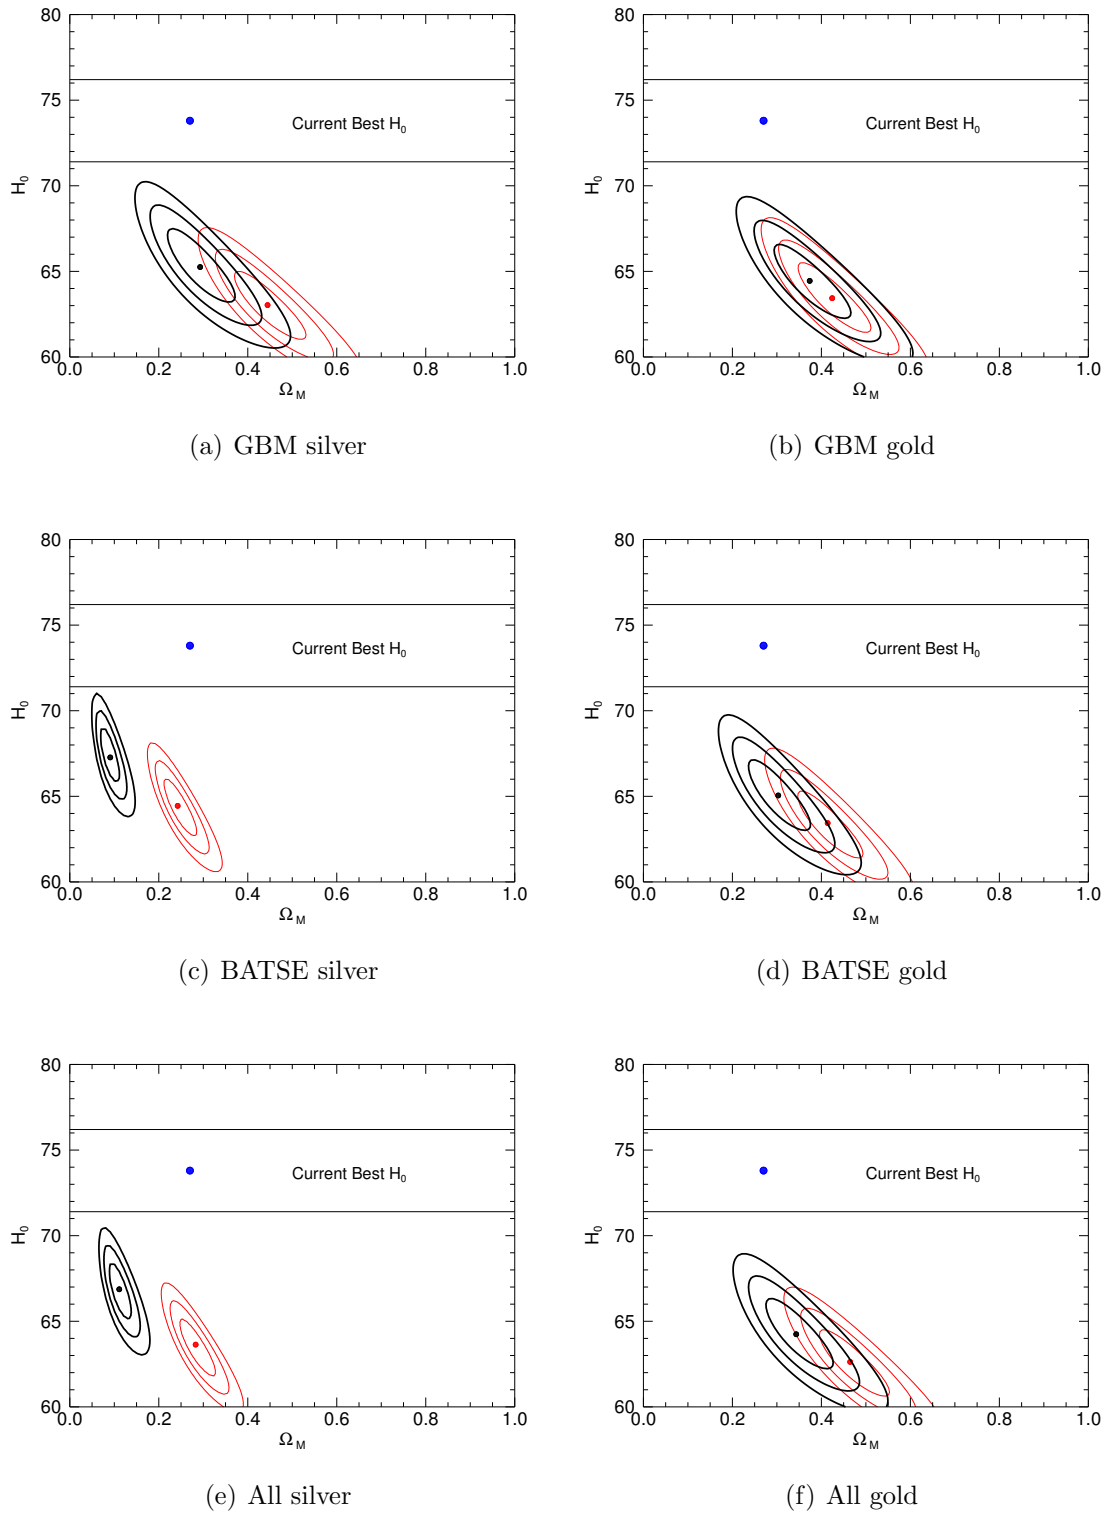 80
75
70
65
60
H₀
Current Best H₀
0.0 0.2 0.4 0.6 0.8 1.0
Ω M
(a) GBM silver
80
75
70
65
60
H₀
Current Best H₀
0.0 0.2 0.4 0.6 0.8 1.0
Ω M
(b) GBM gold
80
75
70
65
60
H₀
Current Best H₀
0.0 0.2 0.4 0.6 0.8 1.0
Ω M
(c) BATSE silver
80
75
70
65
60
H₀
Current Best H₀
0.0 0.2 0.4 0.6 0.8 1.0
Ω M
(d) BATSE gold
80
75
70
65
60
H₀
Current Best H₀
0.0 0.2 0.4 0.6 0.8 1.0
Ω M
(e) All silver
80
75
70
65
60
H₀
Current Best H₀
0.0 0.2 0.4 0.6 0.8 1.0
Ω M
(f) All gold